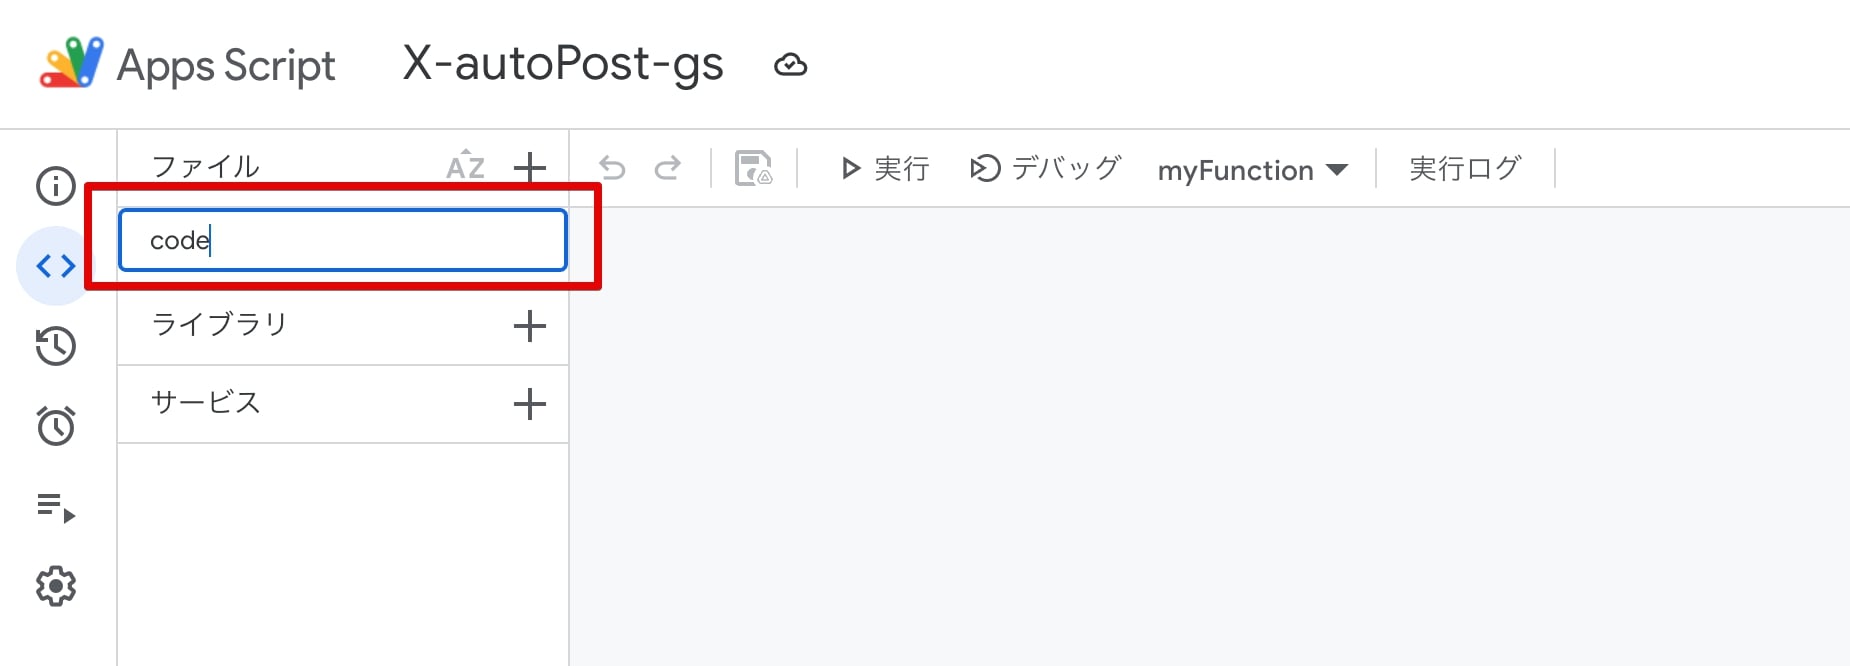 Apps Script X-autoPost-gs
ファイル AZ 実行 デバッグ myFunction 実行ログ
code
ライブラリ
サービス